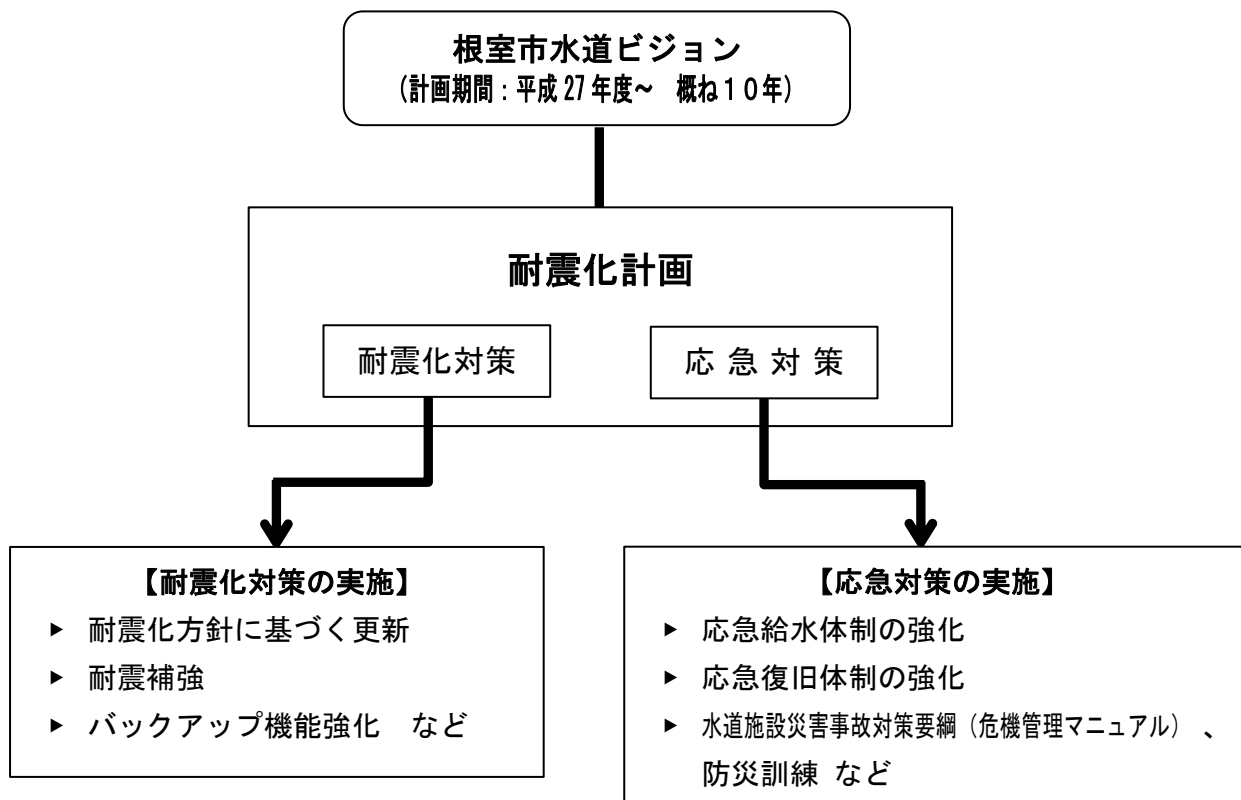 根室市水道ビジョン
(計画期間:平成27年度~ 概ね10年)
耐震化計画
耐震化対策
応急対策
【耐震化対策の実施】
▶ 耐震化方針に基づく更新
▶ 耐震補強
▶ バックアップ機能強化 など
【応急対策の実施】
▶ 応急給水体制の強化
▶ 応急復旧体制の強化
▶ 水道施設災害事故対策要綱(危機管理マニュアル)、
防災訓練 など